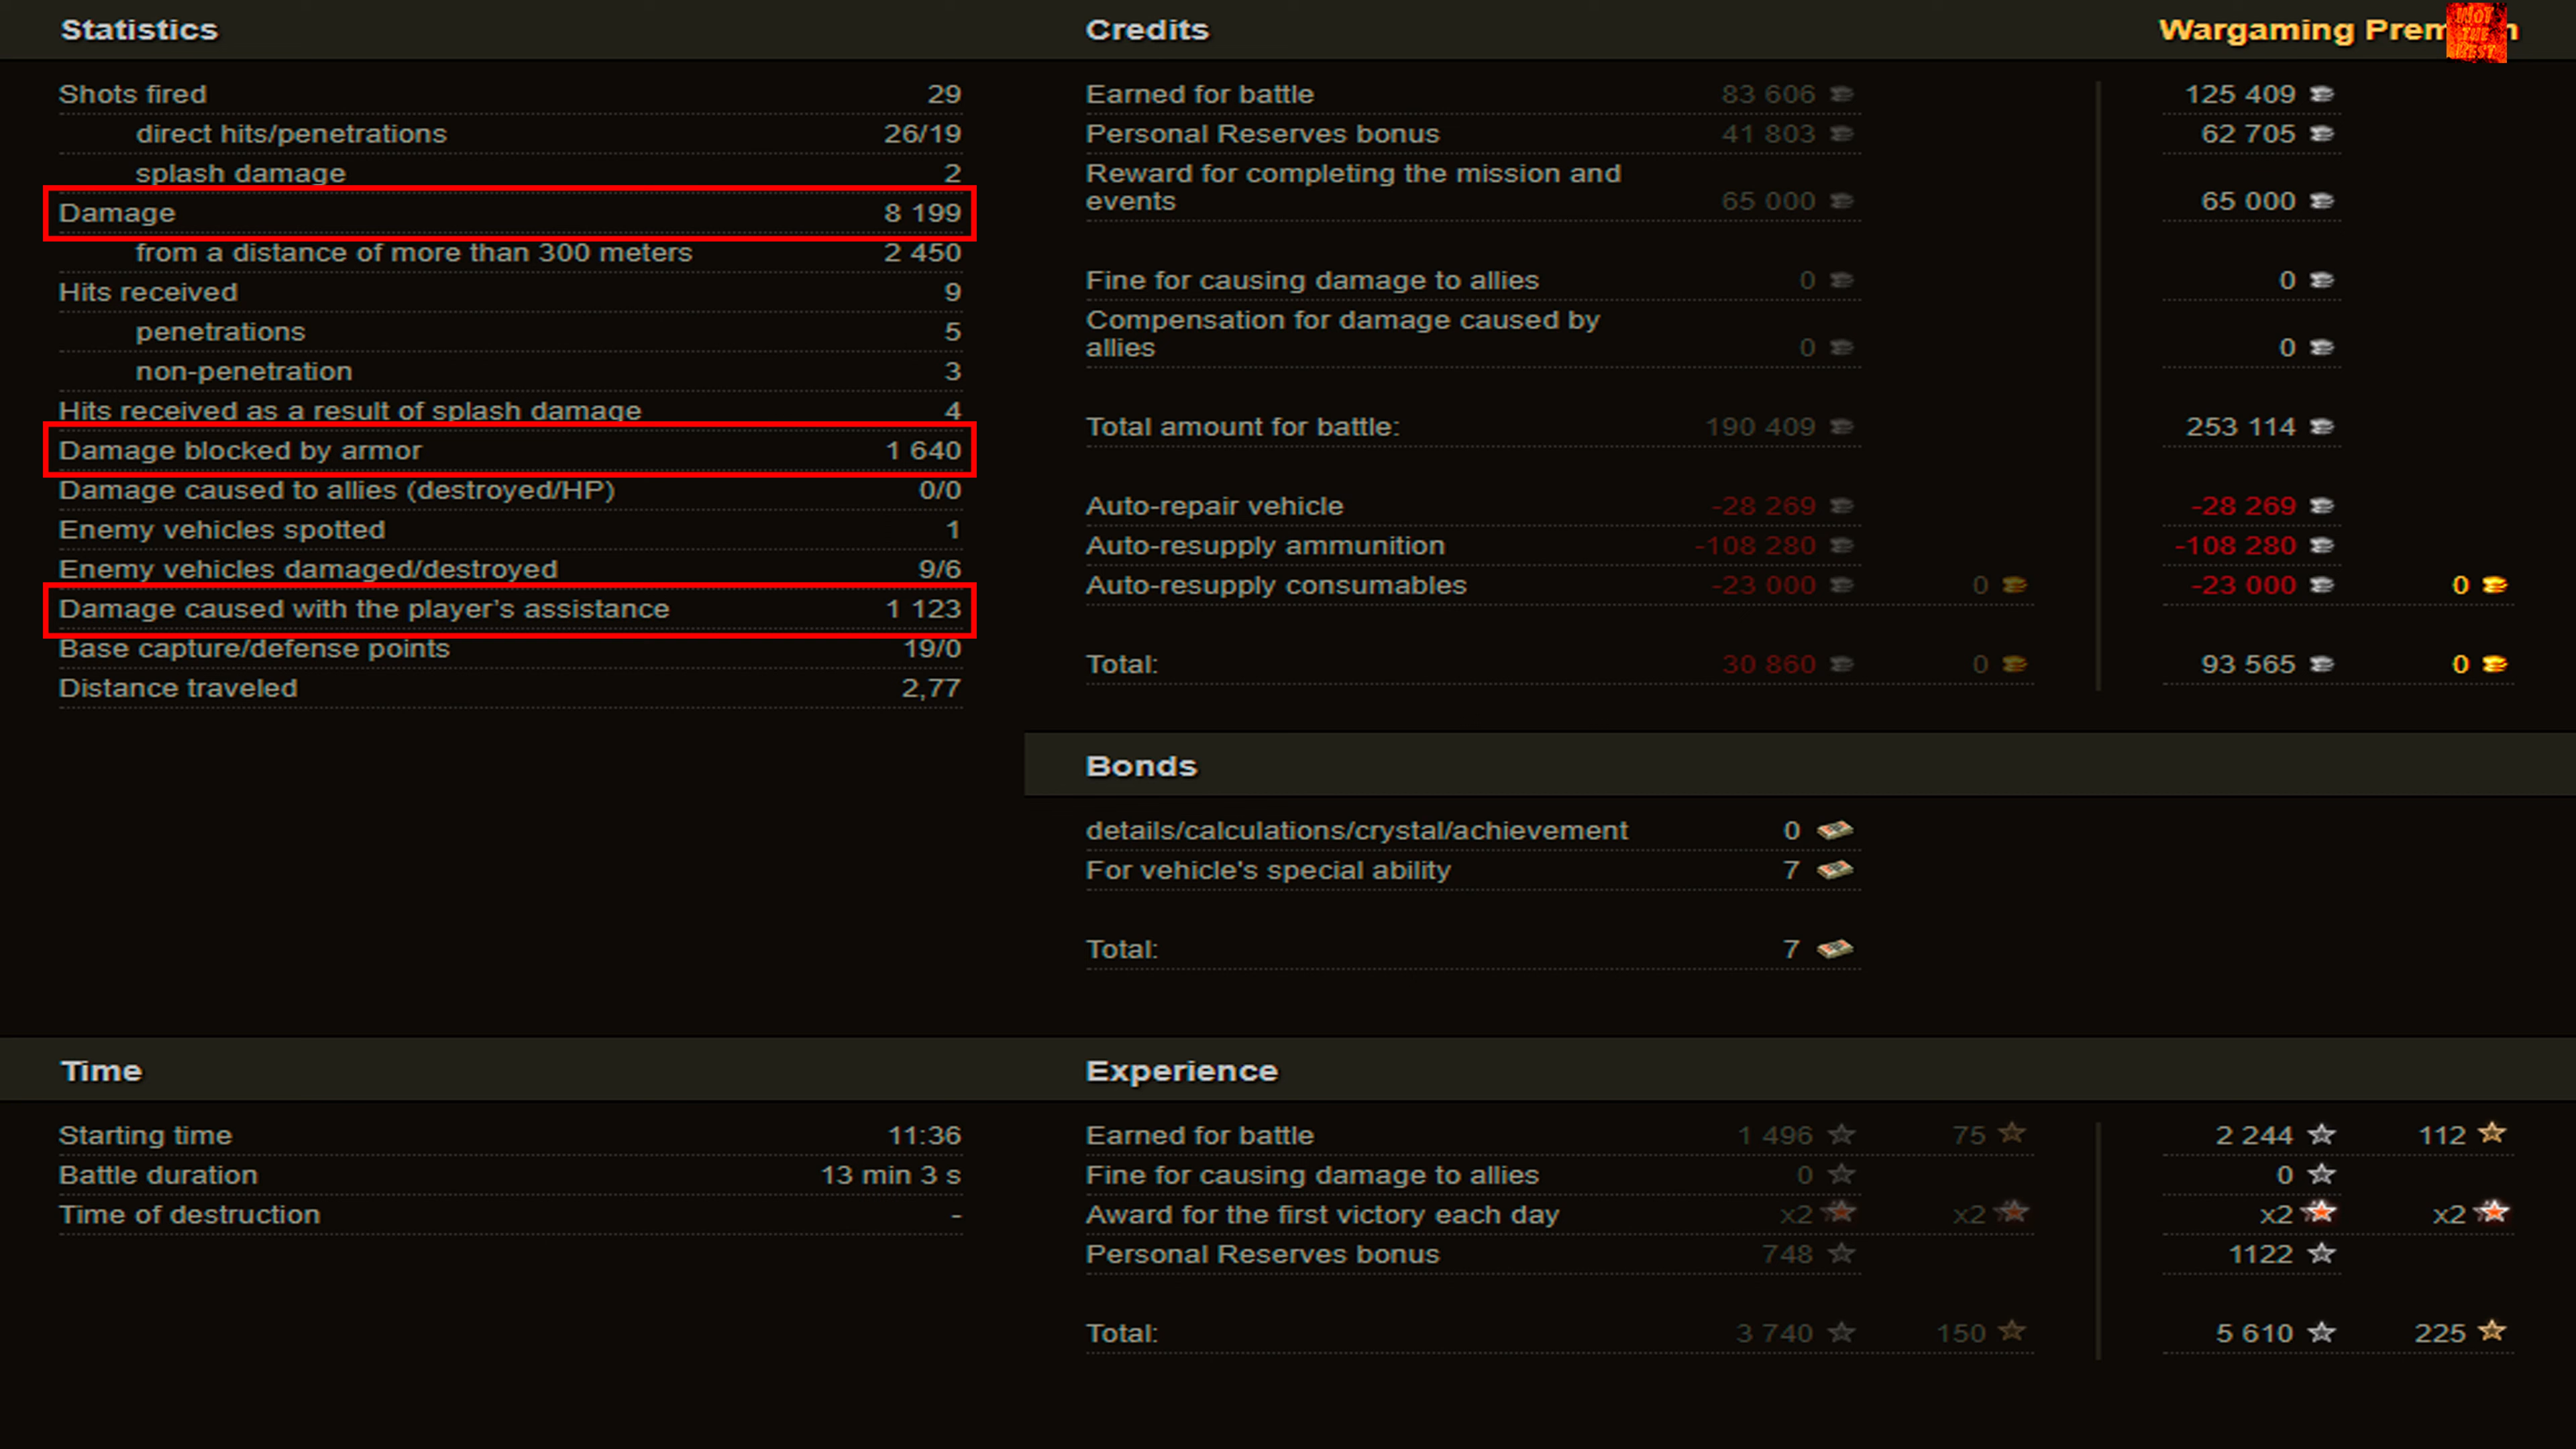 Statistics
Shots fired 29
direct hits/penetrations 26/19
splash damage 2
Damage 8 199
from a distance of more than 300 meters 2 450
Hits received 9
penetrations 5
non-penetration 3
Hits received as a result of splash damage 4
Damage blocked by armor 1 640
Damage caused to allies (destroyed/HP) 0/0
Enemy vehicles spotted 1
Enemy vehicles damaged/destroyed 9/6
Damage caused with the player's assistance 1 123
Base capture/defense points 19/0
Distance traveled 2,77
Credits Wargaming
NOT
THE
BEST
Earned for battle 83 606 125 409
Personal Reserves bonus 41 803 62 705
Reward for completing the mission and
events 65 000 65 000
Fine for causing damage to allies 0 0
Compensation for damage caused by
allies 0 0
Total amount for battle: 190 409 253 114
Auto-repair vehicle -28 269 -28 269
Auto-resupply ammunition -108 280 -108 280
Auto-resupply consumables -23 000 0 -23 000 0
Total: 30 860 0 93 565 0
Bonds
details/calculations/crystal/achievement 0
For vehicle's special ability 7
Total: 7
Time
Starting time 11:36
Battle duration 13 min 3 s
Time of destruction -
Experience
Earned for battle 1 496 75 2 244 112
Fine for causing damage to allies 0 0
Award for the first victory each day x2 x2 x2 x2
Personal Reserves bonus 748 1122
Total: 3 740 150 5 610 225